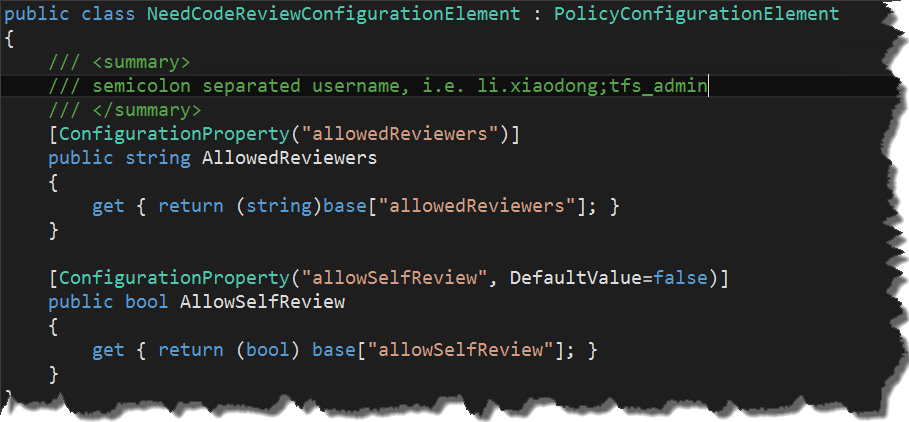 public class NeedCodeReviewConfigurationElement : PolicyConfigurationElement
{
/// <summary>
/// semicolon separated username, i.e. li.xiaodong;tfs_admin
/// </summary>
[ConfigurationProperty("allowedReviewers")]
public string AllowedReviewers
{
get { return (string)base["allowedReviewers"]; }
}
[ConfigurationProperty("allowSelfReview", DefaultValue=false)]
public bool AllowSelfReview
{
get { return (bool) base["allowSelfReview"]; }
}